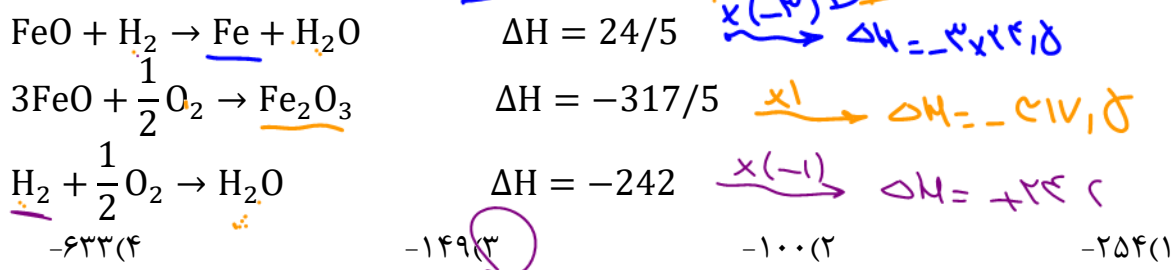 FeO + H₂ → Fe + H₂O ΔH = 24/5 x(-۳) → ΔH = -۳x۲۴,۵
3FeO + 1/2 O₂ → Fe₂O₃ ΔH = -317/5 x۱ → ΔH = -۳۱۷,۵
H₂ + 1/2 O₂ → H₂O ΔH = -242 x(-۱) → ΔH = +۲۴۲
۱) -۲۵۴ ۲) -۱۰۰ ۳) -۱۴۹ ۴) -۶۳۳